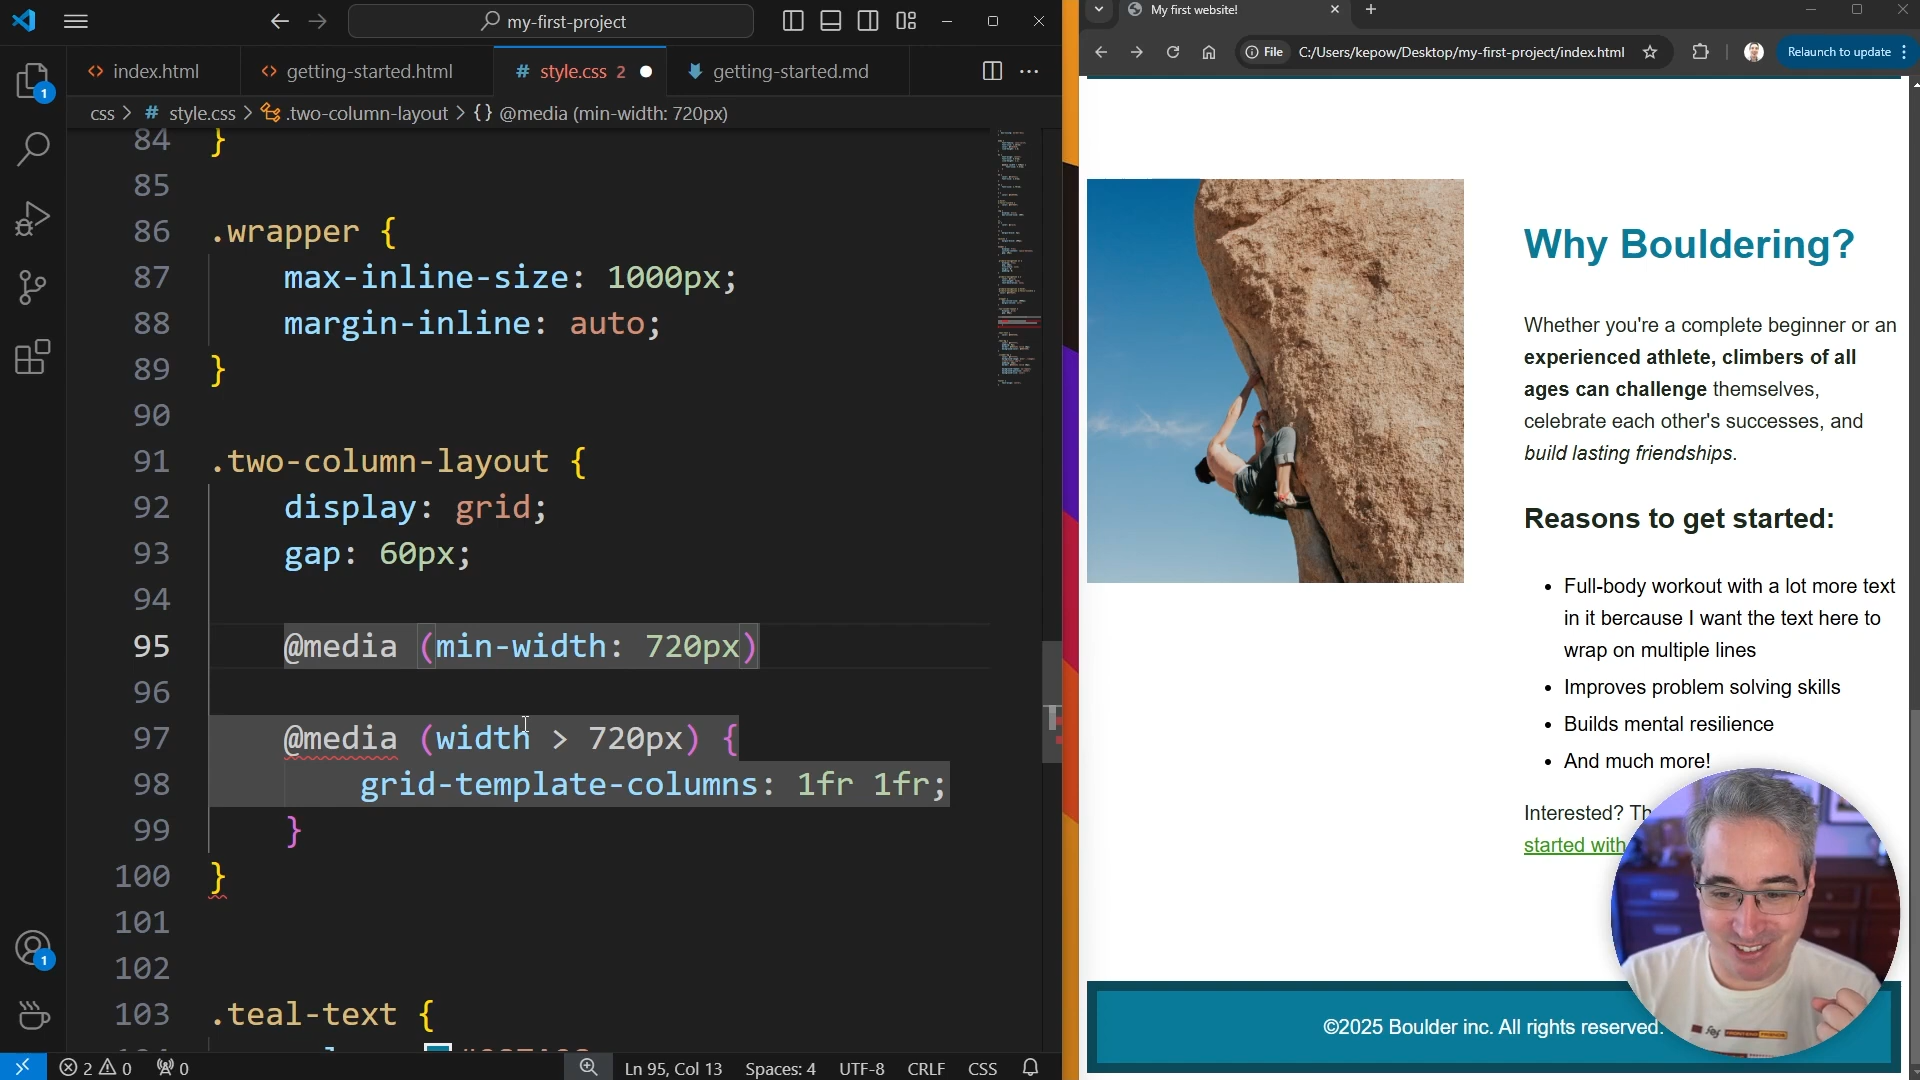 my-first-project
index.html
getting-started.html
# style.css 2
getting-started.md
css > # style.css > .two-column-layout > {} @media (min-width: 720px)
84 }
85
86 .wrapper {
87 max-inline-size: 1000px;
88 margin-inline: auto;
89 }
90
91 .two-column-layout {
92 display: grid;
93 gap: 60px;
94
95 @media (min-width: 720px)
96
97 @media (width > 720px) {
98 grid-template-columns: 1fr 1fr;
99 }
100 }
101
102
103 .teal-text {
1
1
2 0 0
Ln 95, Col 13 Spaces: 4 UTF-8 CRLF CSS
My first website!
File C:/Users/kepow/Desktop/my-first-project/index.html
Relaunch to update
Why Bouldering?
Whether you're a complete beginner or an
experienced athlete, climbers of all
ages can challenge themselves,
celebrate each other's successes, and
build lasting friendships.
Reasons to get started:
• Full-body workout with a lot more text
in it bercause I want the text here to
wrap on multiple lines
• Improves problem solving skills
• Builds mental resilience
• And much more!
Interested?
started with
©2025 Boulder inc. All rights reserved.